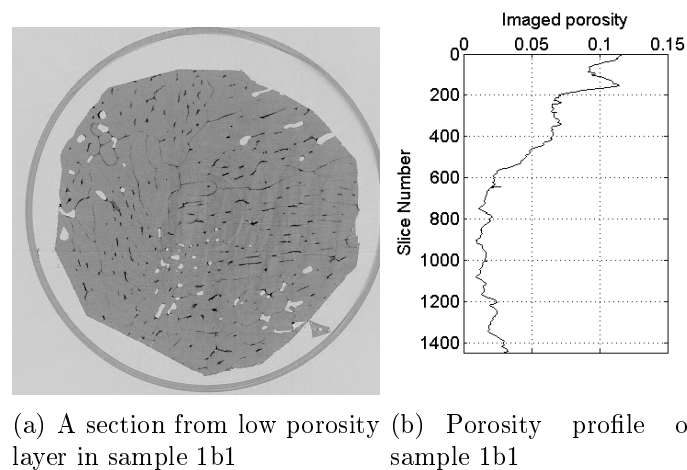 Imaged porosity
0 0.05 0.1 0.15
0
200
400
600
800
1000
1200
1400
Slice Number
(a) A section from low porosity
layer in sample 1b1
(b) Porosity profile o
sample 1b1